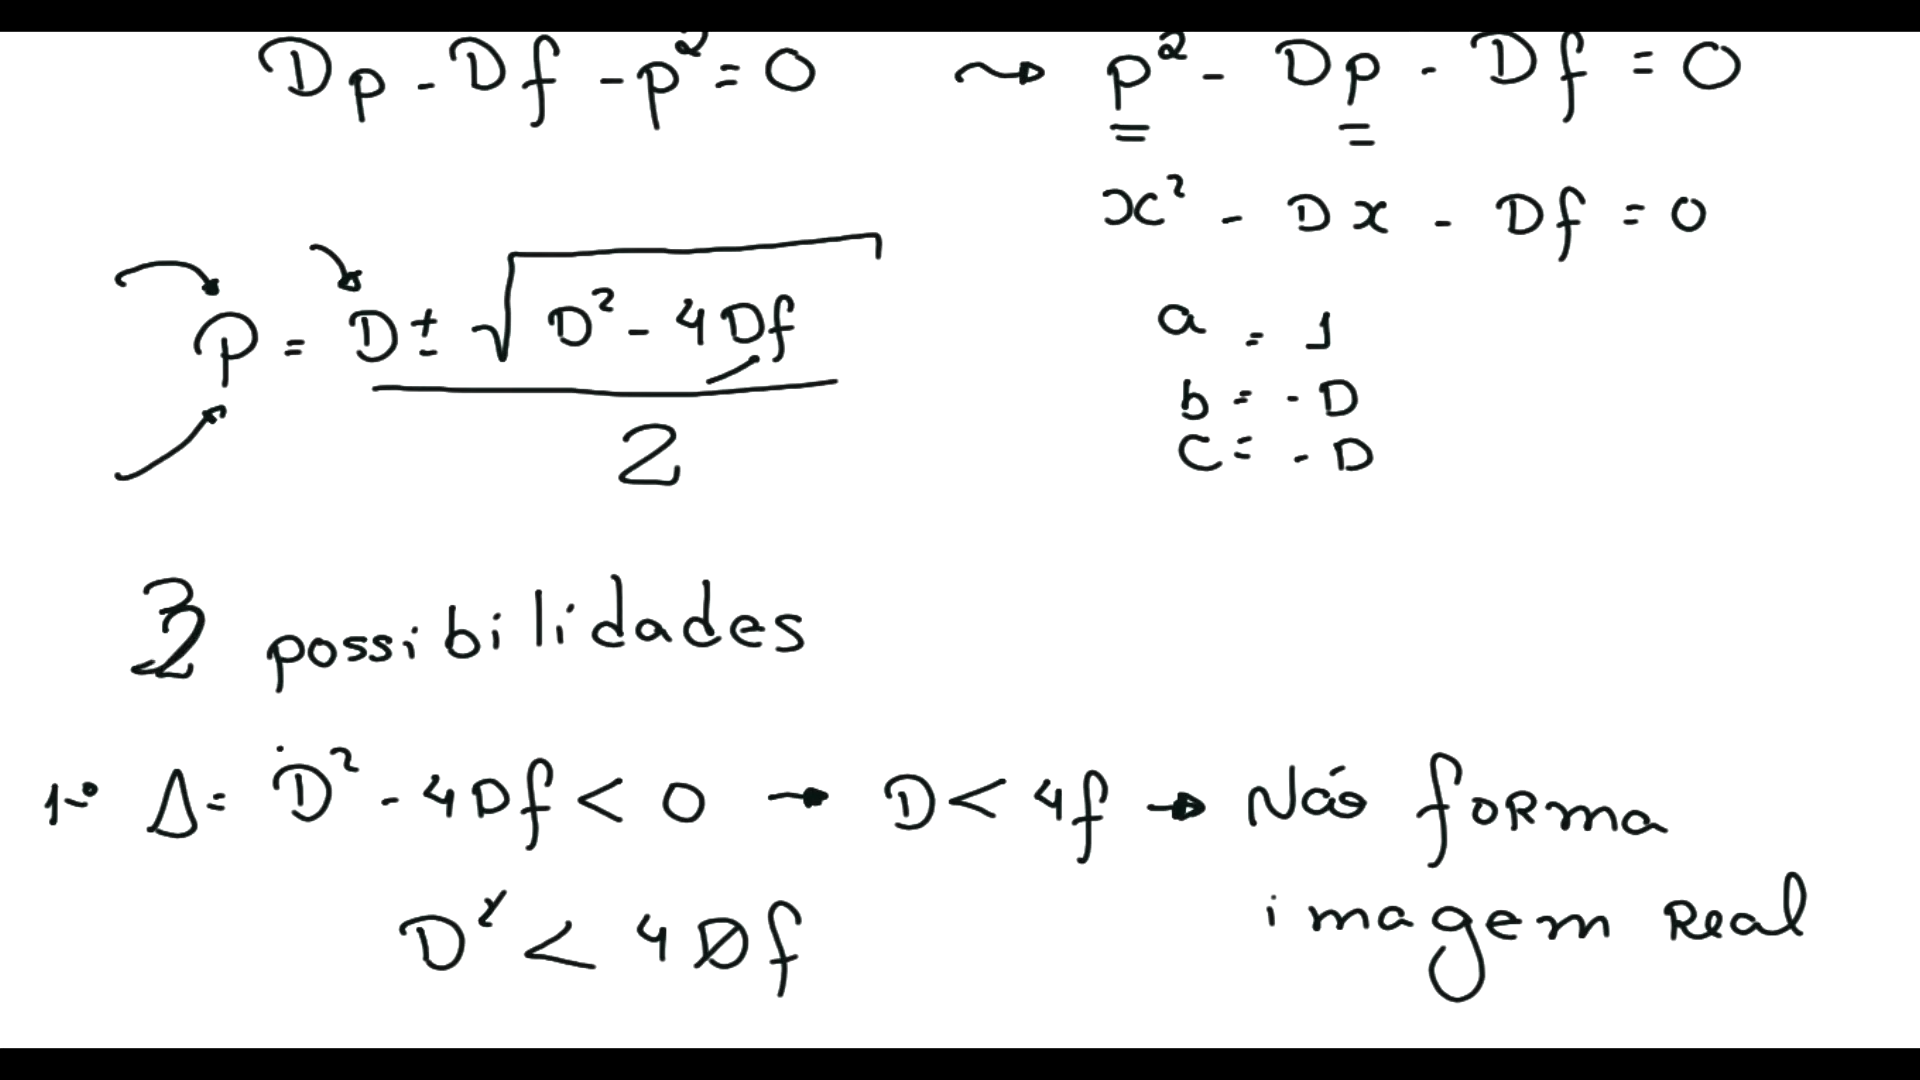 Dp - Df - p² = 0 ⤳ p² - Dp - Df = 0
x² - Dx - Df = 0
p = D ± √(D² - 4Df) / 2
a = 1
b = - D
c = - D
possibilidades
1º Δ = D² - 4Df < 0 → D < 4f → Não forma
imagem Real
D² < 4Df